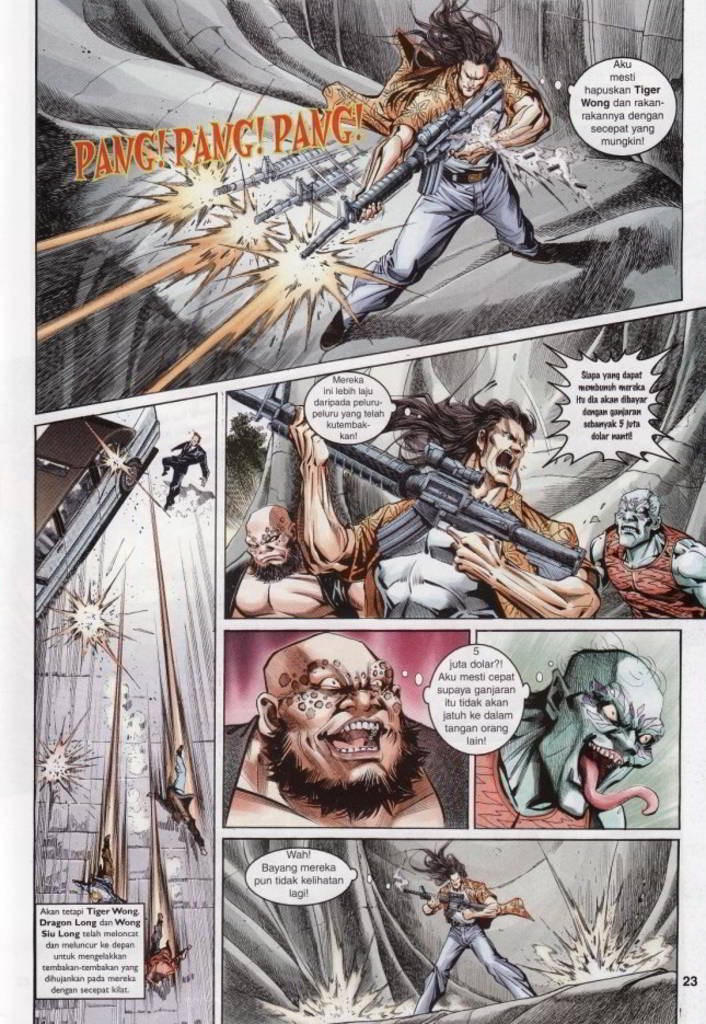 PANG! PANG! PANG!
Aku
mesti
hapuskan Tiger
Wong dan rakan-
rakannya dengan
secepat yang
mungkin!
Mereka
ini lebih laju
daripada peluru-
peluru yang telah
kutembak-
kan!
Siapa yang dapat
membunuh mereka
itu dia akan dibayar
dengan ganjaran
sebanyak 5 juta
dolar nanti!
5
juta dolar?!
Aku mesti cepat
supaya ganjaran
itu tidak akan
jatuh ke dalam
tangan orang
lain!
Akan tetapi Tiger Wong,
Dragon Long dan Wong
Siu Long telah meloncat
dan meluncur ke depan
untuk mengelakkan
tembakan-tembakan yang
dihujankan pada mereka
dengan secepat kilat.
Wah!
Bayang mereka
pun tidak kelihatan
lagi!
23